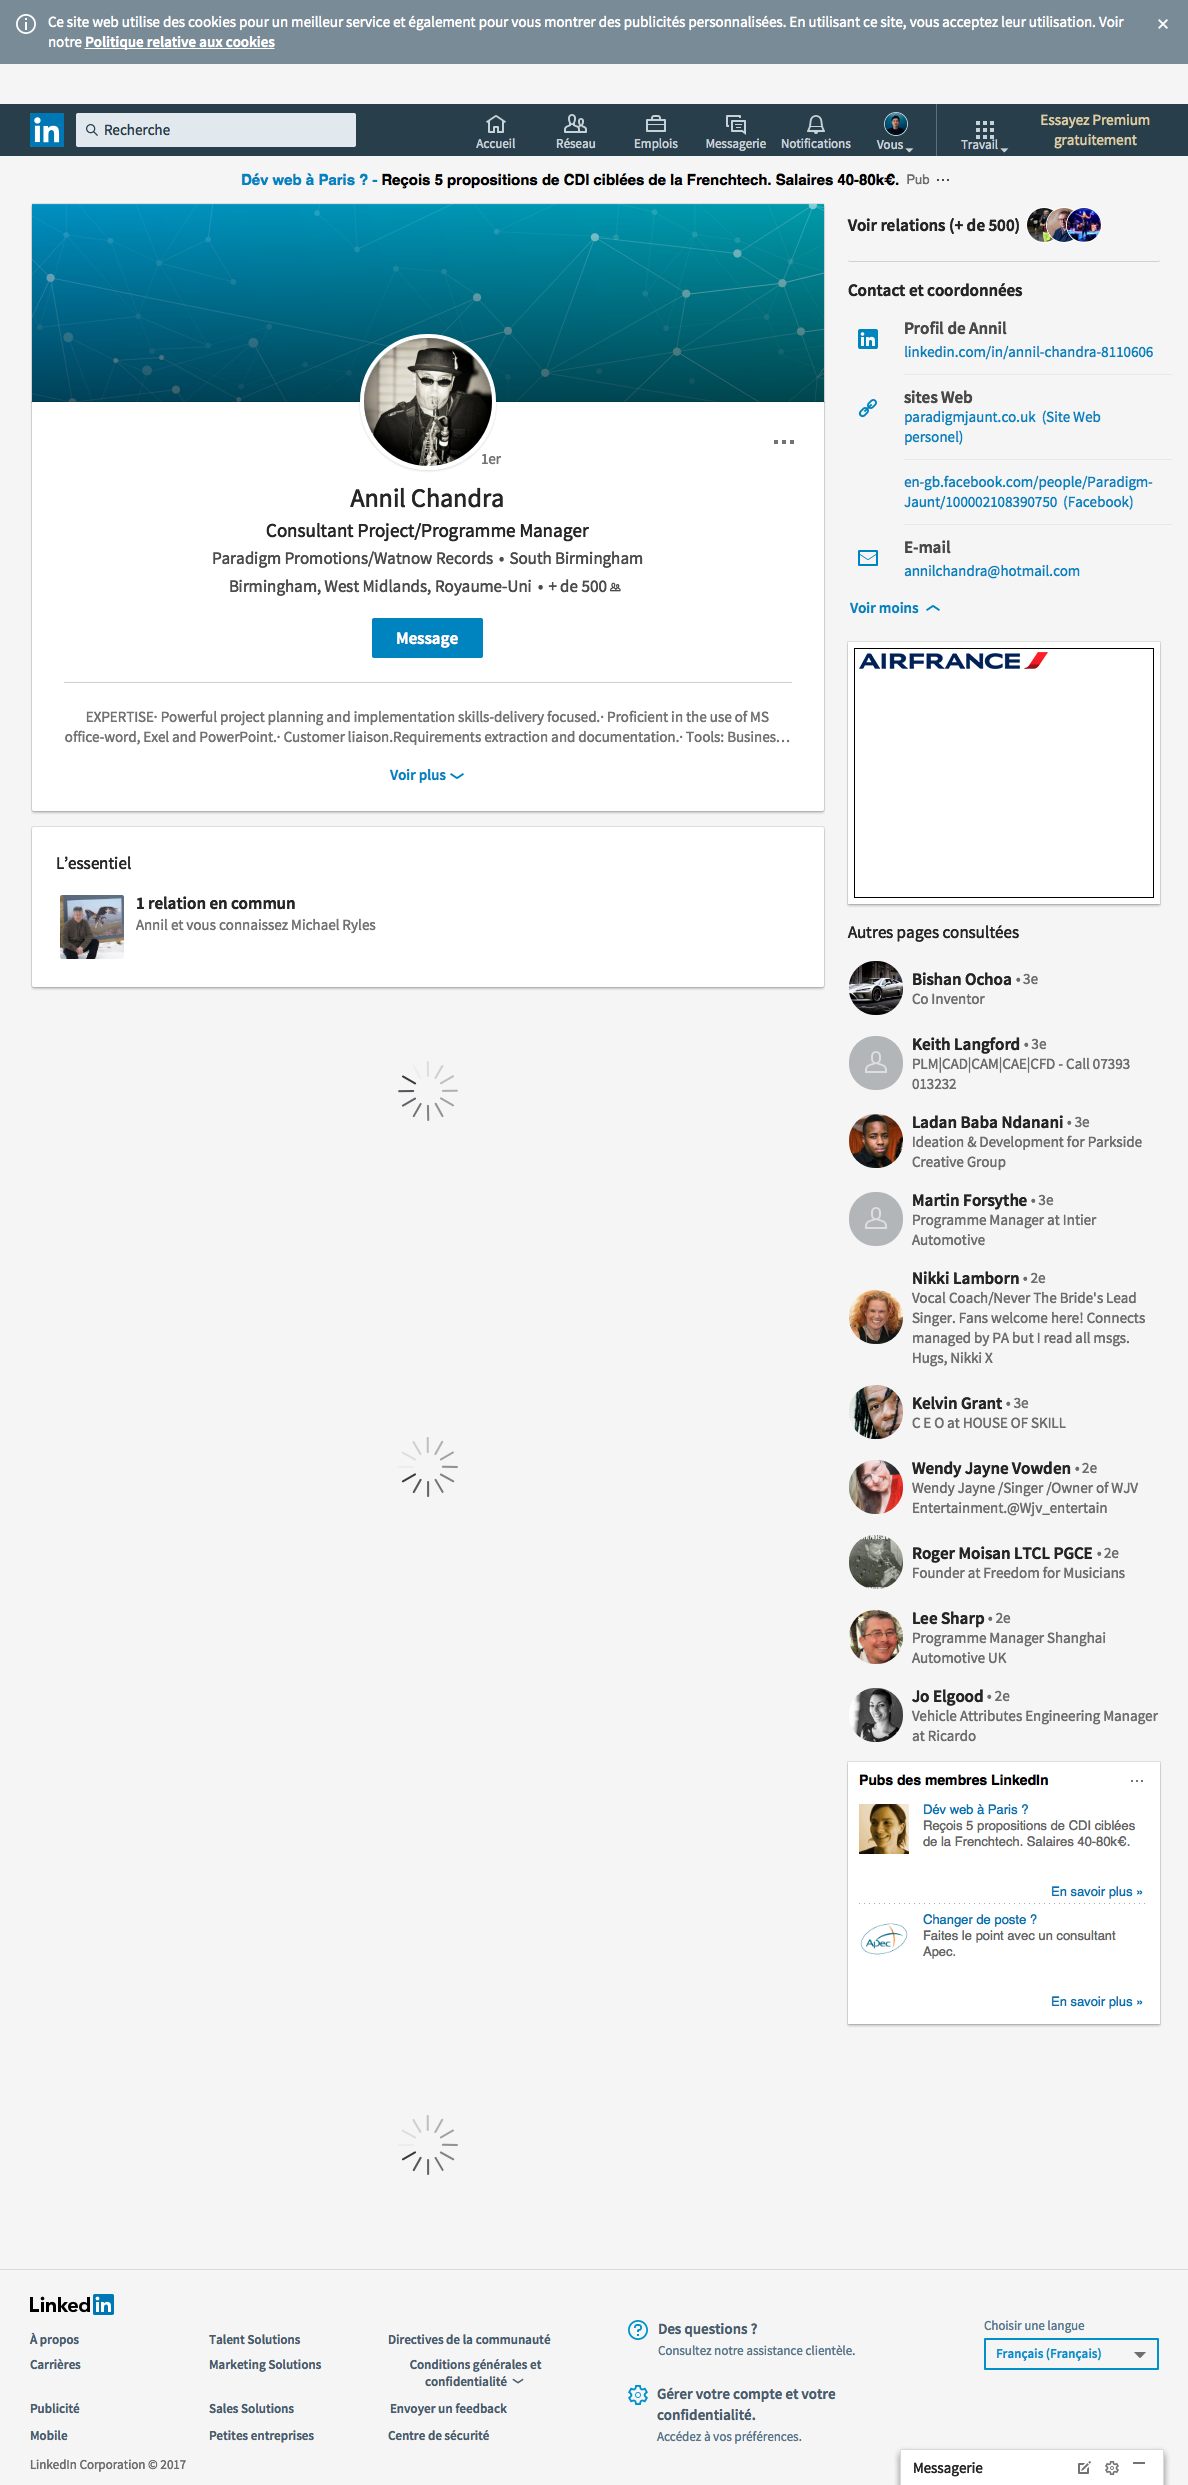 Ce site web utilise des cookies pour un meilleur service et également pour vous montrer des publicités personnalisées. En utilisant ce site, vous acceptez leur utilisation. Voir
notre Politique relative aux cookies
in
Recherche
Accueil
Réseau
Emplois
Messagerie
Notifications
Vous
Travail
Essayez Premium
gratuitement
Dév web à Paris ? - Reçois 5 propositions de CDI ciblées de la Frenchtech. Salaires 40-80k€. Pub ...
1er
Annil Chandra
Consultant Project/Programme Manager
Paradigm Promotions/Watnow Records • South Birmingham
Birmingham, West Midlands, Royaume-Uni • + de 500
Message
EXPERTISE· Powerful project planning and implementation skills-delivery focused.· Proficient in the use of MS
office-word, Exel and PowerPoint.· Customer liaison.Requirements extraction and documentation.· Tools: Busines...
Voir plus
L'essentiel
1 relation en commun
Annil et vous connaissez Michael Ryles
Voir relations (+ de 500)
Contact et coordonnées
Profil de Annil
linkedin.com/in/annil-chandra-8110606
sites Web
paradigmjaunt.co.uk (Site Web
personel)
en-gb.facebook.com/people/Paradigm-
Jaunt/100002108390750 (Facebook)
E-mail
annilchandra@hotmail.com
Voir moins
AIRFRANCE
Autres pages consultées
Bishan Ochoa • 3e
Co Inventor
Keith Langford • 3e
PLM|CAD|CAM|CAE|CFD - Call 07393
013232
Ladan Baba Ndanani • 3e
Ideation & Development for Parkside
Creative Group
Martin Forsythe • 3e
Programme Manager at Intier
Automotive
Nikki Lamborn • 2e
Vocal Coach/Never The Bride's Lead
Singer. Fans welcome here! Connects
managed by PA but I read all msgs.
Hugs, Nikki X
Kelvin Grant • 3e
C E O at HOUSE OF SKILL
Wendy Jayne Vowden • 2e
Wendy Jayne /Singer /Owner of WJV
Entertainment.@Wjv_entertain
Roger Moisan LTCL PGCE • 2e
Founder at Freedom for Musicians
Lee Sharp • 2e
Programme Manager Shanghai
Automotive UK
Jo Elgood • 2e
Vehicle Attributes Engineering Manager
at Ricardo
Pubs des membres LinkedIn
Dév web à Paris ?
Reçois 5 propositions de CDI ciblées
de la Frenchtech. Salaires 40-80k€.
En savoir plus »
Apec
Changer de poste ?
Faites le point avec un consultant
Apec.
En savoir plus »
Linked in
À propos
Talent Solutions
Directives de la communauté
Carrières
Marketing Solutions
Conditions générales et
confidentialité
Publicité
Sales Solutions
Envoyer un feedback
Mobile
Petites entreprises
Centre de sécurité
LinkedIn Corporation © 2017
Des questions ?
Consultez notre assistance clientèle.
Gérer votre compte et votre
confidentialité.
Accédez à vos préférences.
Choisir une langue
Français (Français)
Messagerie